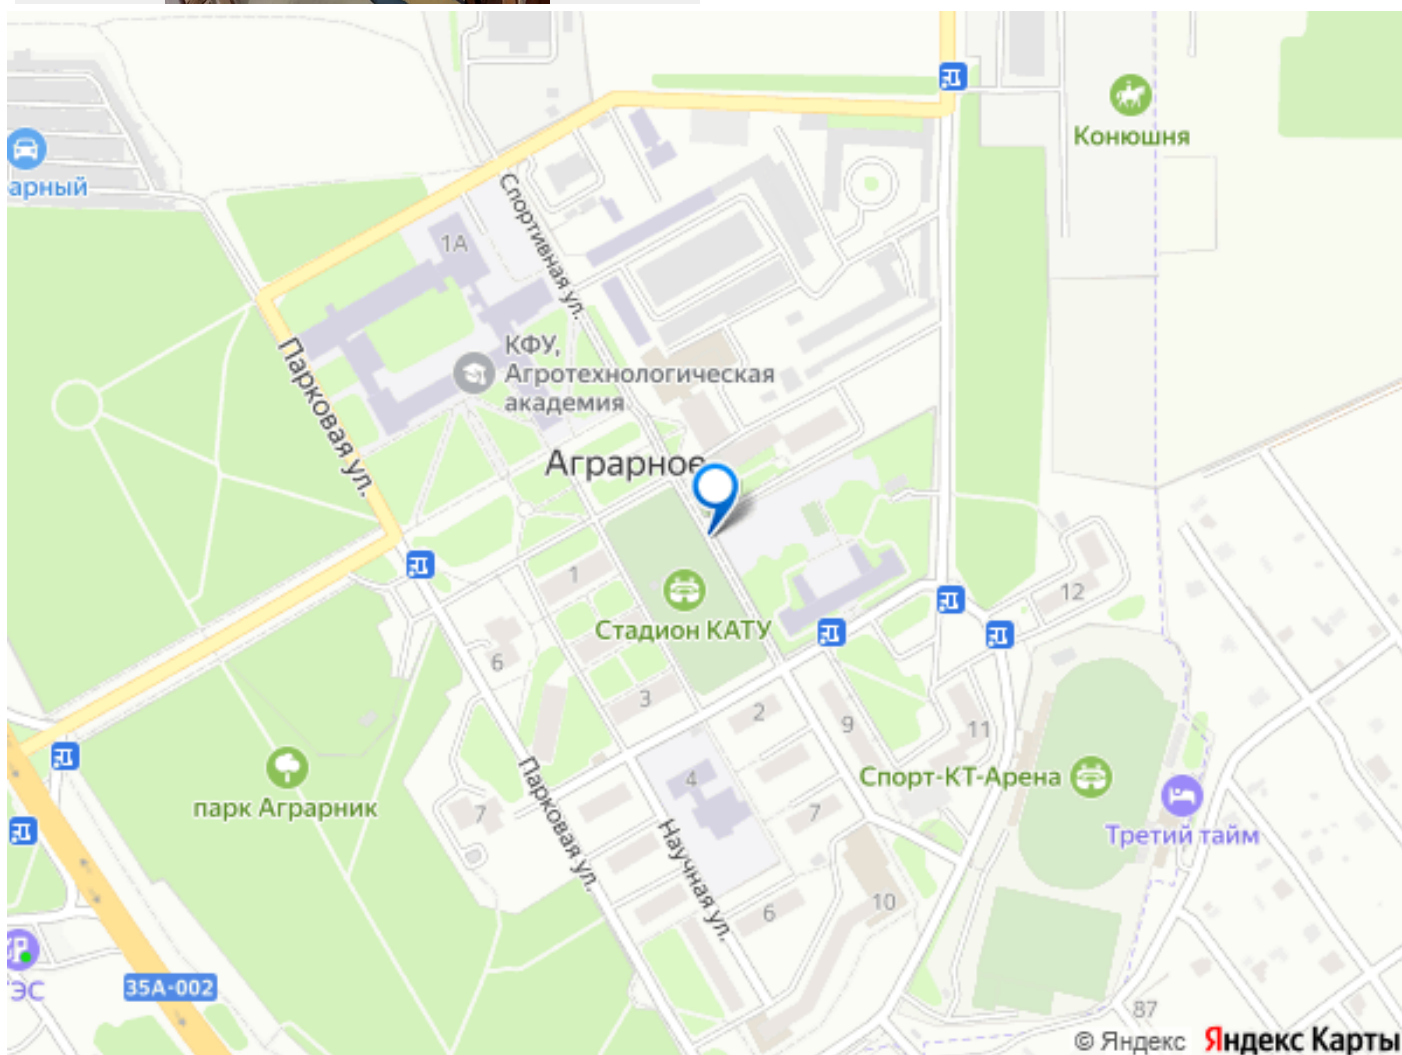 Конюшня
арный
Спортивная ул.
1А
КФУ,
Агротехнологическая
академия
Парковая ул.
Аграрное
1
12
Стадион КАТУ
6
3
2
9
11
Спорт-КТ-Арена
4
парк Аграрник
7
7
Третий тайм
Парковая ул.
Научная ул.
10
6
ЭС
35А-002
87
© Яндекс Яндекс Карты